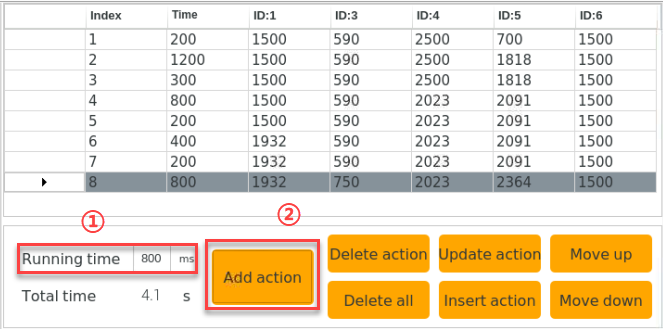 Index Time ID:1 ID:3 ID:4 ID:5 ID:6
1 200 1500 590 2500 700 1500
2 1200 1500 590 2500 1818 1500
3 300 1500 590 2500 1818 1500
4 800 1500 590 2023 2091 1500
5 200 1500 590 2023 2091 1500
6 400 1932 590 2023 2091 1500
7 200 1932 590 2023 2091 1500
8 800 1932 750 2023 2364 1500
① ②
Running time 800 ms
Total time 4.1 s
Add action
Delete action Update action Move up
Delete all Insert action Move down